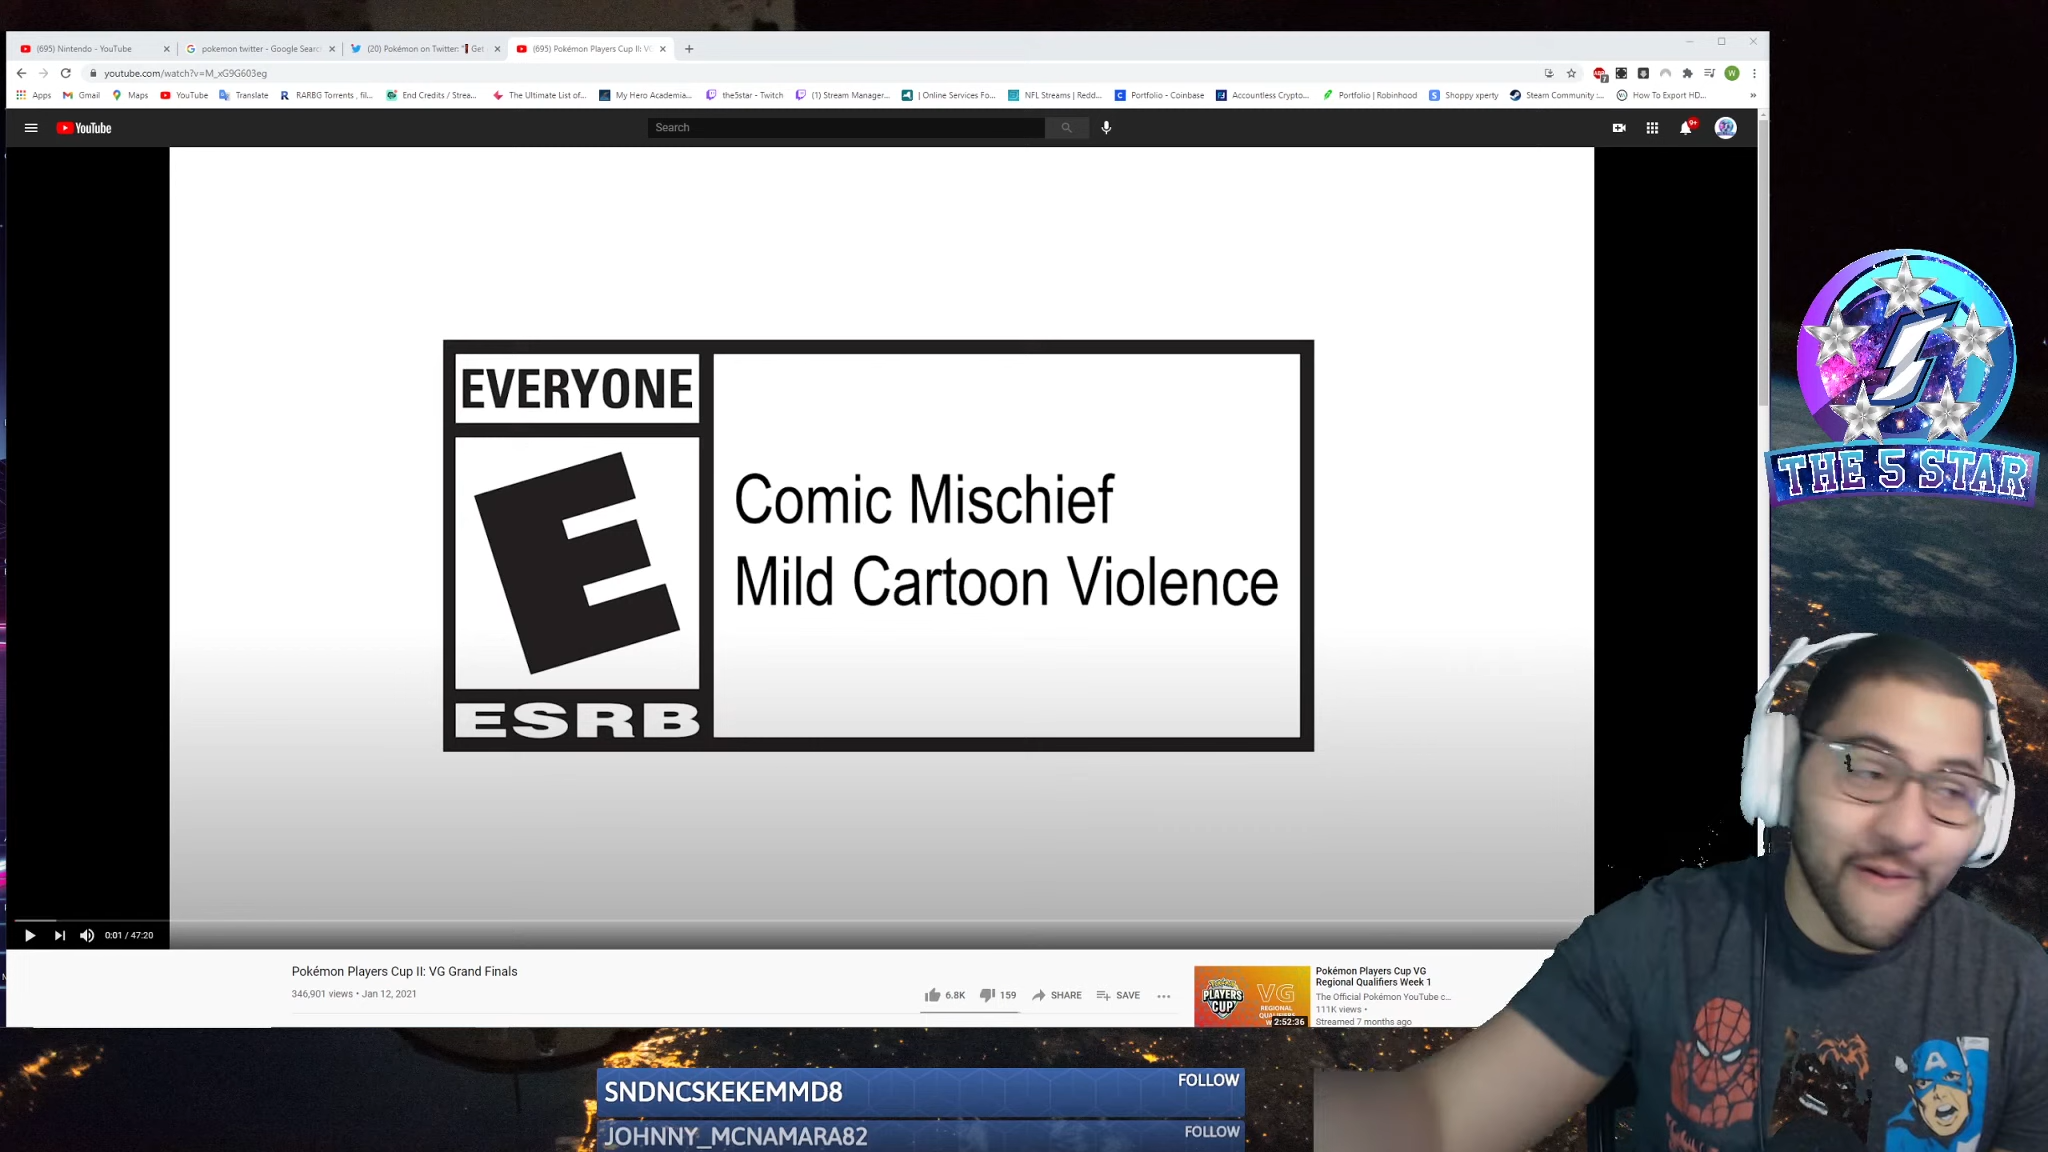 (695) Nintendo - YouTube
pokemon twitter - Google Searc
(20) Pokémon on Twitter: "
Get
(695) Pokémon Players Cup II: VG
youtube.com/watch?v=M_xG9G603eg
W
Apps
Gmail
Maps
YouTube
Translate
RARBG Torrents , fil...
End Credits / Strea...
The Ultimate List of...
My Hero Academia...
the5star - Twitch
(1) Stream Manager...
| Online Services Fo...
NFL Streams | Redd...
Portfolio - Coinbase
Accountless Crypto...
Portfolio | Robinhood
Shoppy xperty
Steam Community :...
How To Export HD...
YouTube
Search
9+
EVERYONE
E
ESRB
Comic Mischief
Mild Cartoon Violence
THE 5 STAR
0:01 / 47:20
Pokémon Players Cup II: VG Grand Finals
346,901 views • Jan 12, 2021
6.8K
159
SHARE
SAVE
PLAYERS
CUP
VG
REGIONAL
2:52:36
Pokémon Players Cup VG
Regional Qualifiers Week 1
The Official Pokémon YouTube c...
111K views •
Streamed 7 months ago
SNDNCSKEKEMMD8
FOLLOW
JOHNNY_MCNAMARA82
FOLLOW